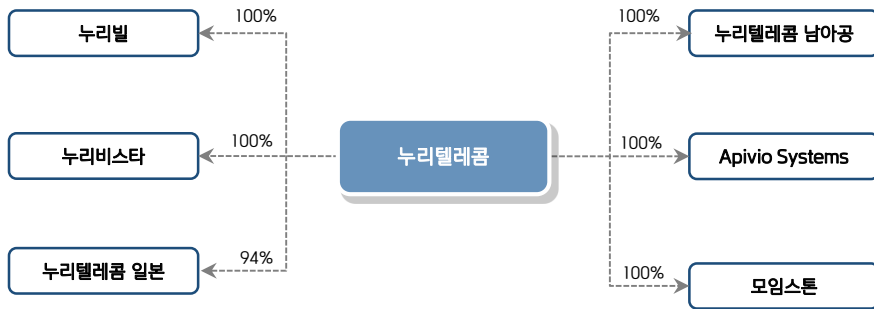 100%
누리빌
100%
누리비스타
94%
누리텔레콤 일본
누리텔레콤
100%
누리텔레콤 남아공
100%
Apivio Systems
100%
모임스톤